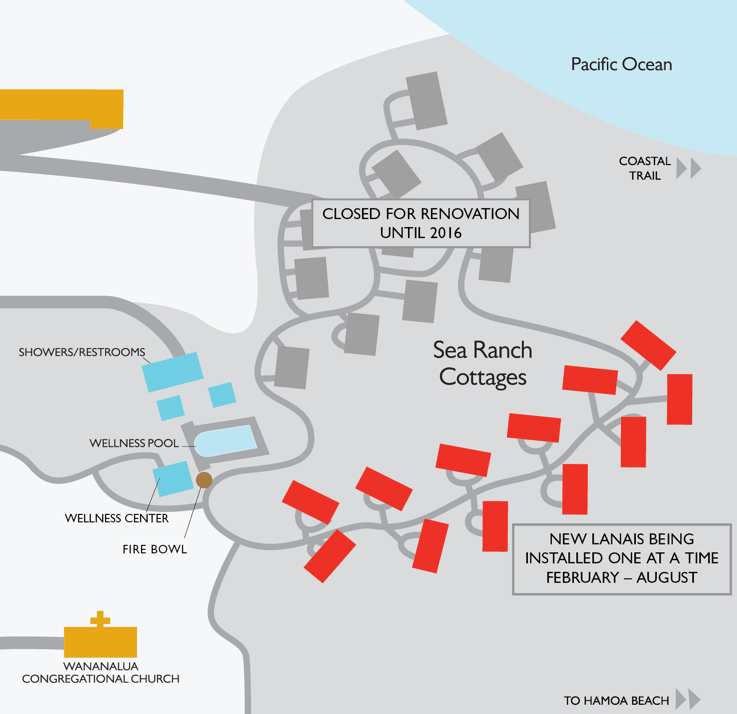 Pacific Ocean
COASTAL
TRAIL
CLOSED FOR RENOVATION
UNTIL 2016
SHOWERS/RESTROOMS
Sea Ranch
Cottages
WELLNESS POOL
WELLNESS CENTER
FIRE BOWL
NEW LANAIS BEING
INSTALLED ONE AT A TIME
FEBRUARY – AUGUST
WANANALUA
CONGREGATIONAL CHURCH
TO HAMOA BEACH